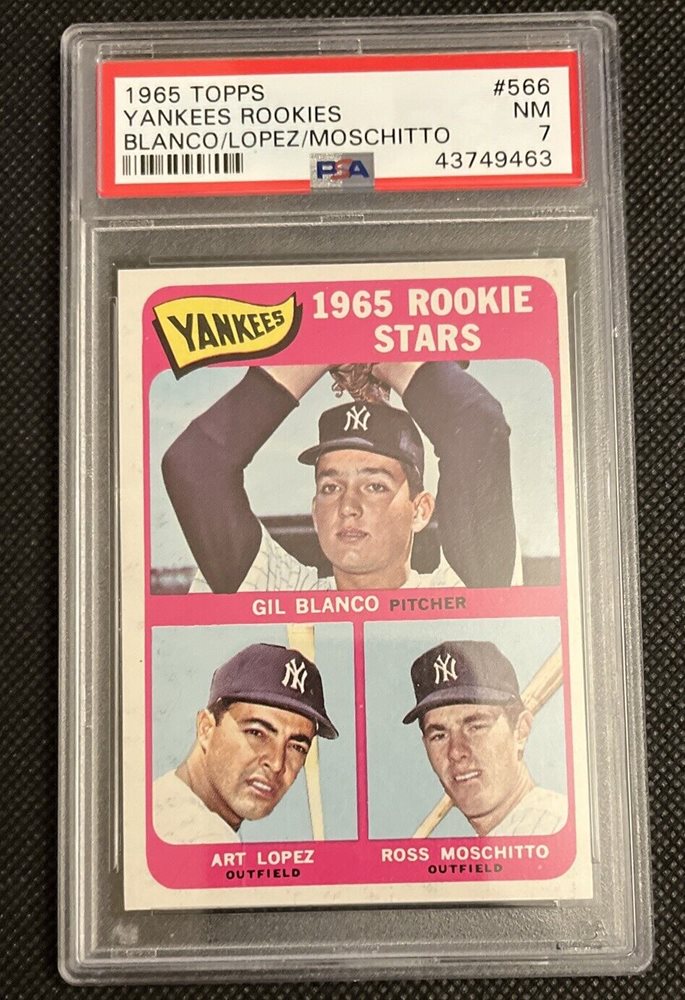 1965 TOPPS #566
YANKEES ROOKIES NM
BLANCO/LOPEZ/MOSCHITTO 7
PSA 43749463
YANKEES
1965 ROOKIE
STARS
NY
GIL BLANCO PITCHER
NY
NY
ART LOPEZ
OUTFIELD
ROSS MOSCHITTO
OUTFIELD